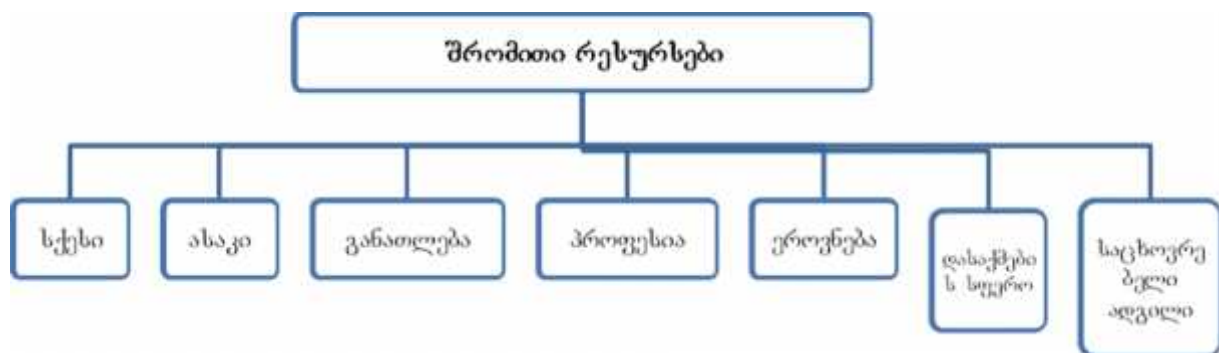 შრომითი რესურსები
სქესი
ასაკი
განათლება
პროფესია
ეროვნება
დასაქმები
ს სფერო
საცხოვრე
ბელი
ადგილი